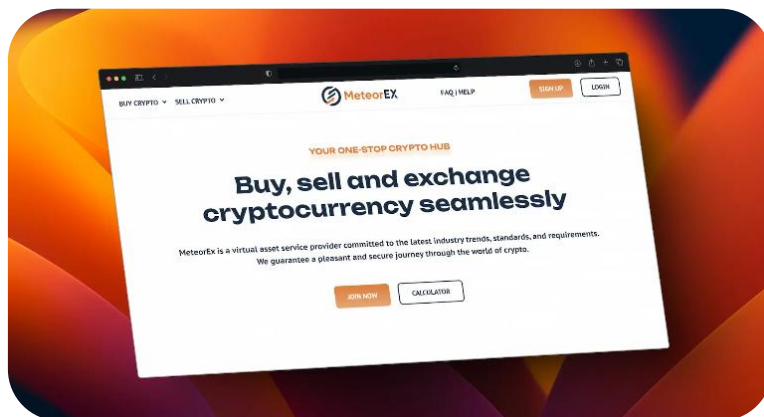 BUY CRYPTO
SELL CRYPTO
MeteorEX
FAQ | HELP
SIGN UP
LOGIN
YOUR ONE-STOP CRYPTO HUB
Buy, sell and exchange
cryptocurrency seamlessly
MeteorEx is a virtual asset service provider committed to the latest industry trends, standards, and requirements.
We guarantee a pleasant and secure journey through the world of crypto.
JOIN NOW
CALCULATOR